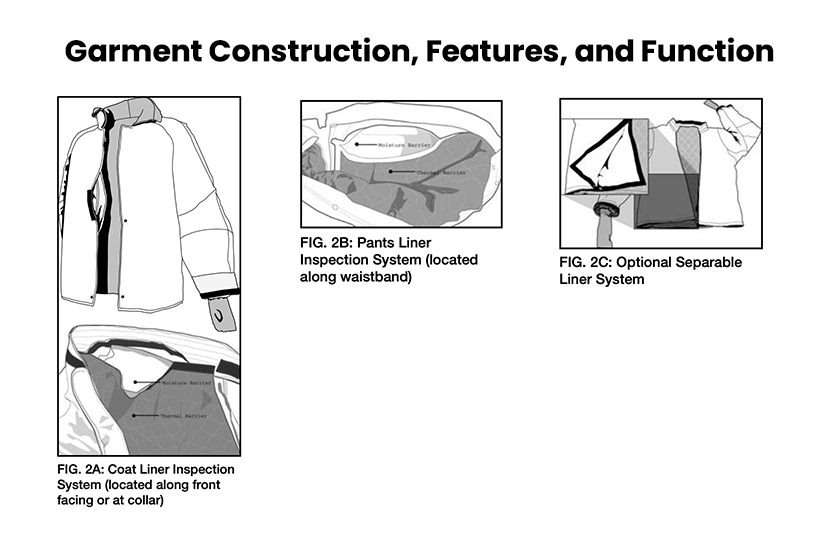 Garment Construction, Features, and Function
Moisture Barrier
Thermal Barrier
FIG. 2A: Coat Liner Inspection
System (located along front
facing or at collar)
Moisture Barrier
Thermal Barrier
FIG. 2B: Pants Liner
Inspection System (located
along waistband)
FIG. 2C: Optional Separable
Liner System